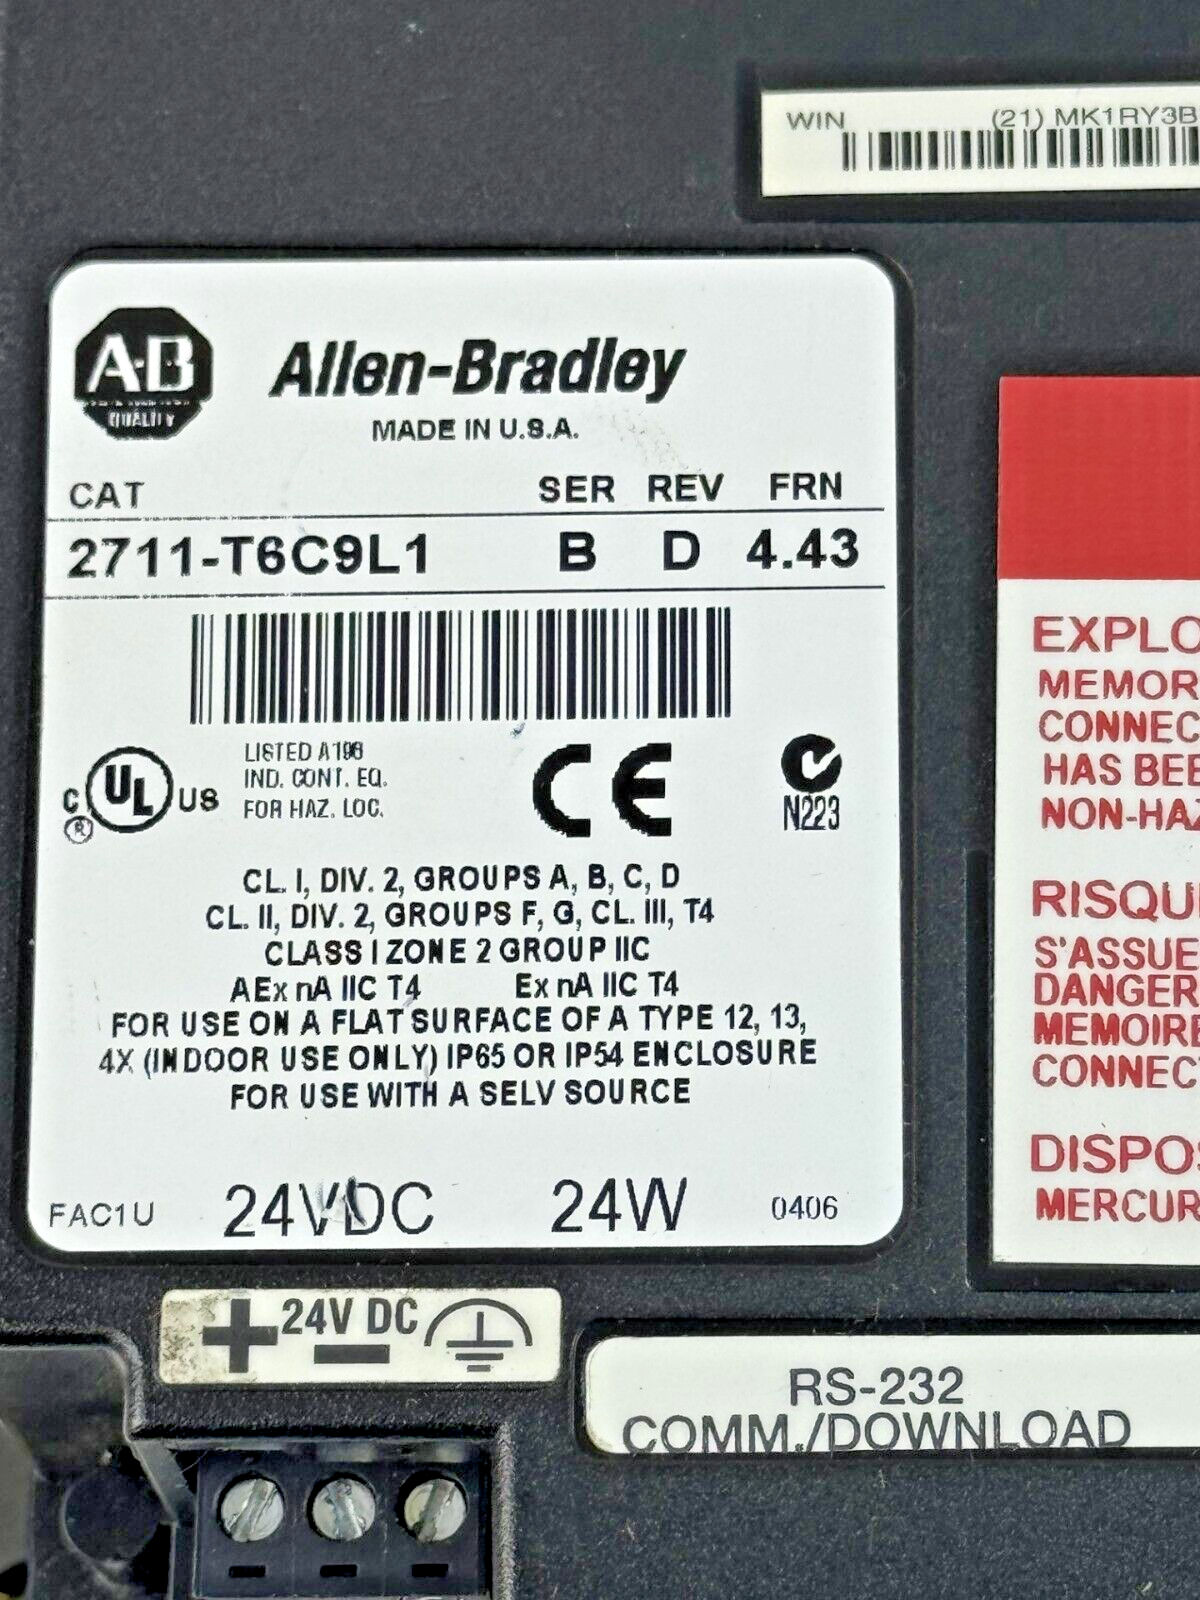 WIN (21) MK1RY3B
A-B
QUALITY
Allen-Bradley
MADE IN U.S.A.
CAT SER REV FRN
2711-T6C9L1 B D 4.43
C UL US
®
LISTED A196
IND. CONT. EQ.
FOR HAZ. LOC.
CE
N223
CL. I, DIV. 2, GROUPS A, B, C, D
CL. II, DIV. 2, GROUPS F, G, CL. III, T4
CLASS I ZONE 2 GROUP IIC
AEx nA IIC T4 Ex nA IIC T4
FOR USE ON A FLAT SURFACE OF A TYPE 12, 13,
4X (INDOOR USE ONLY) IP65 OR IP54 ENCLOSURE
FOR USE WITH A SELV SOURCE
FAC1U 24VDC 24W 0406
+ 24V DC -
RS-232
COMM./DOWNLOAD
EXPLO
MEMOR
CONNEC
HAS BEE
NON-HAZ
RISQU
S'ASSUE
DANGER
MEMOIRE
CONNEC
DISPOS
MERCUR